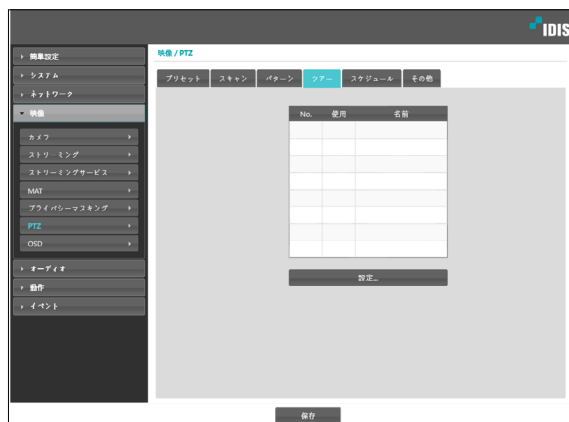 IDIS
簡単設定
システム
ネットワーク
映像
カメラ
ストリーミング
ストリーミングサービス
MAT
プライバシーマスキング
PTZ
OSD
オーディオ
動作
イベント
映像 / PTZ
プリセット スキャン パターン ツアー スケジュール その他
No. 使用 名前
設定...
保存